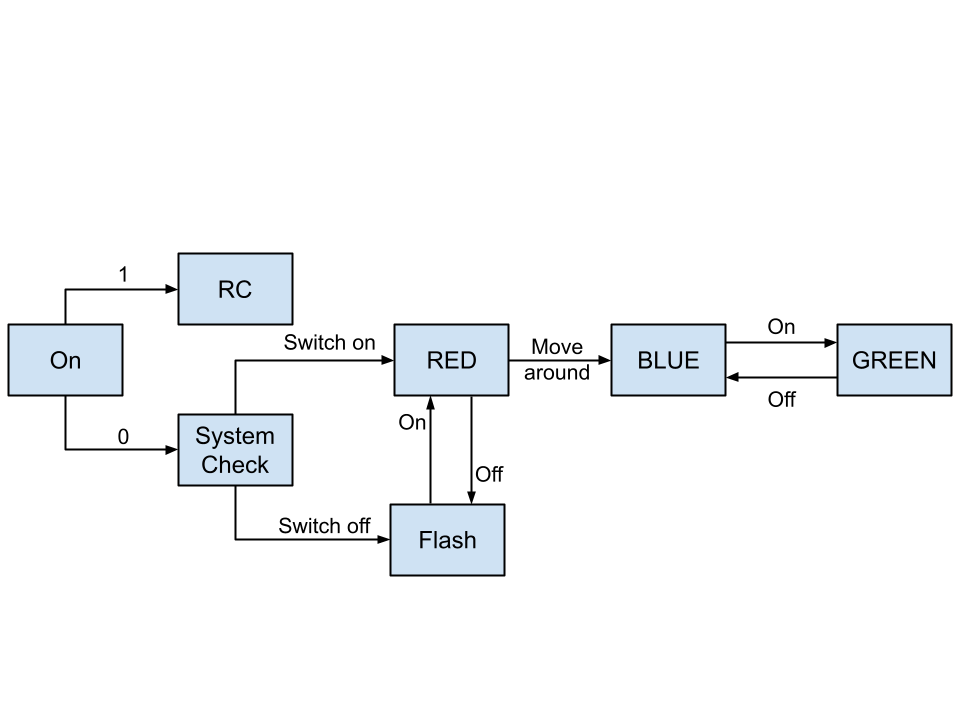 1
RC
On
0
System
Check
Switch on
Switch off
RED
On
Off
Flash
Move
around
BLUE
On
Off
GREEN